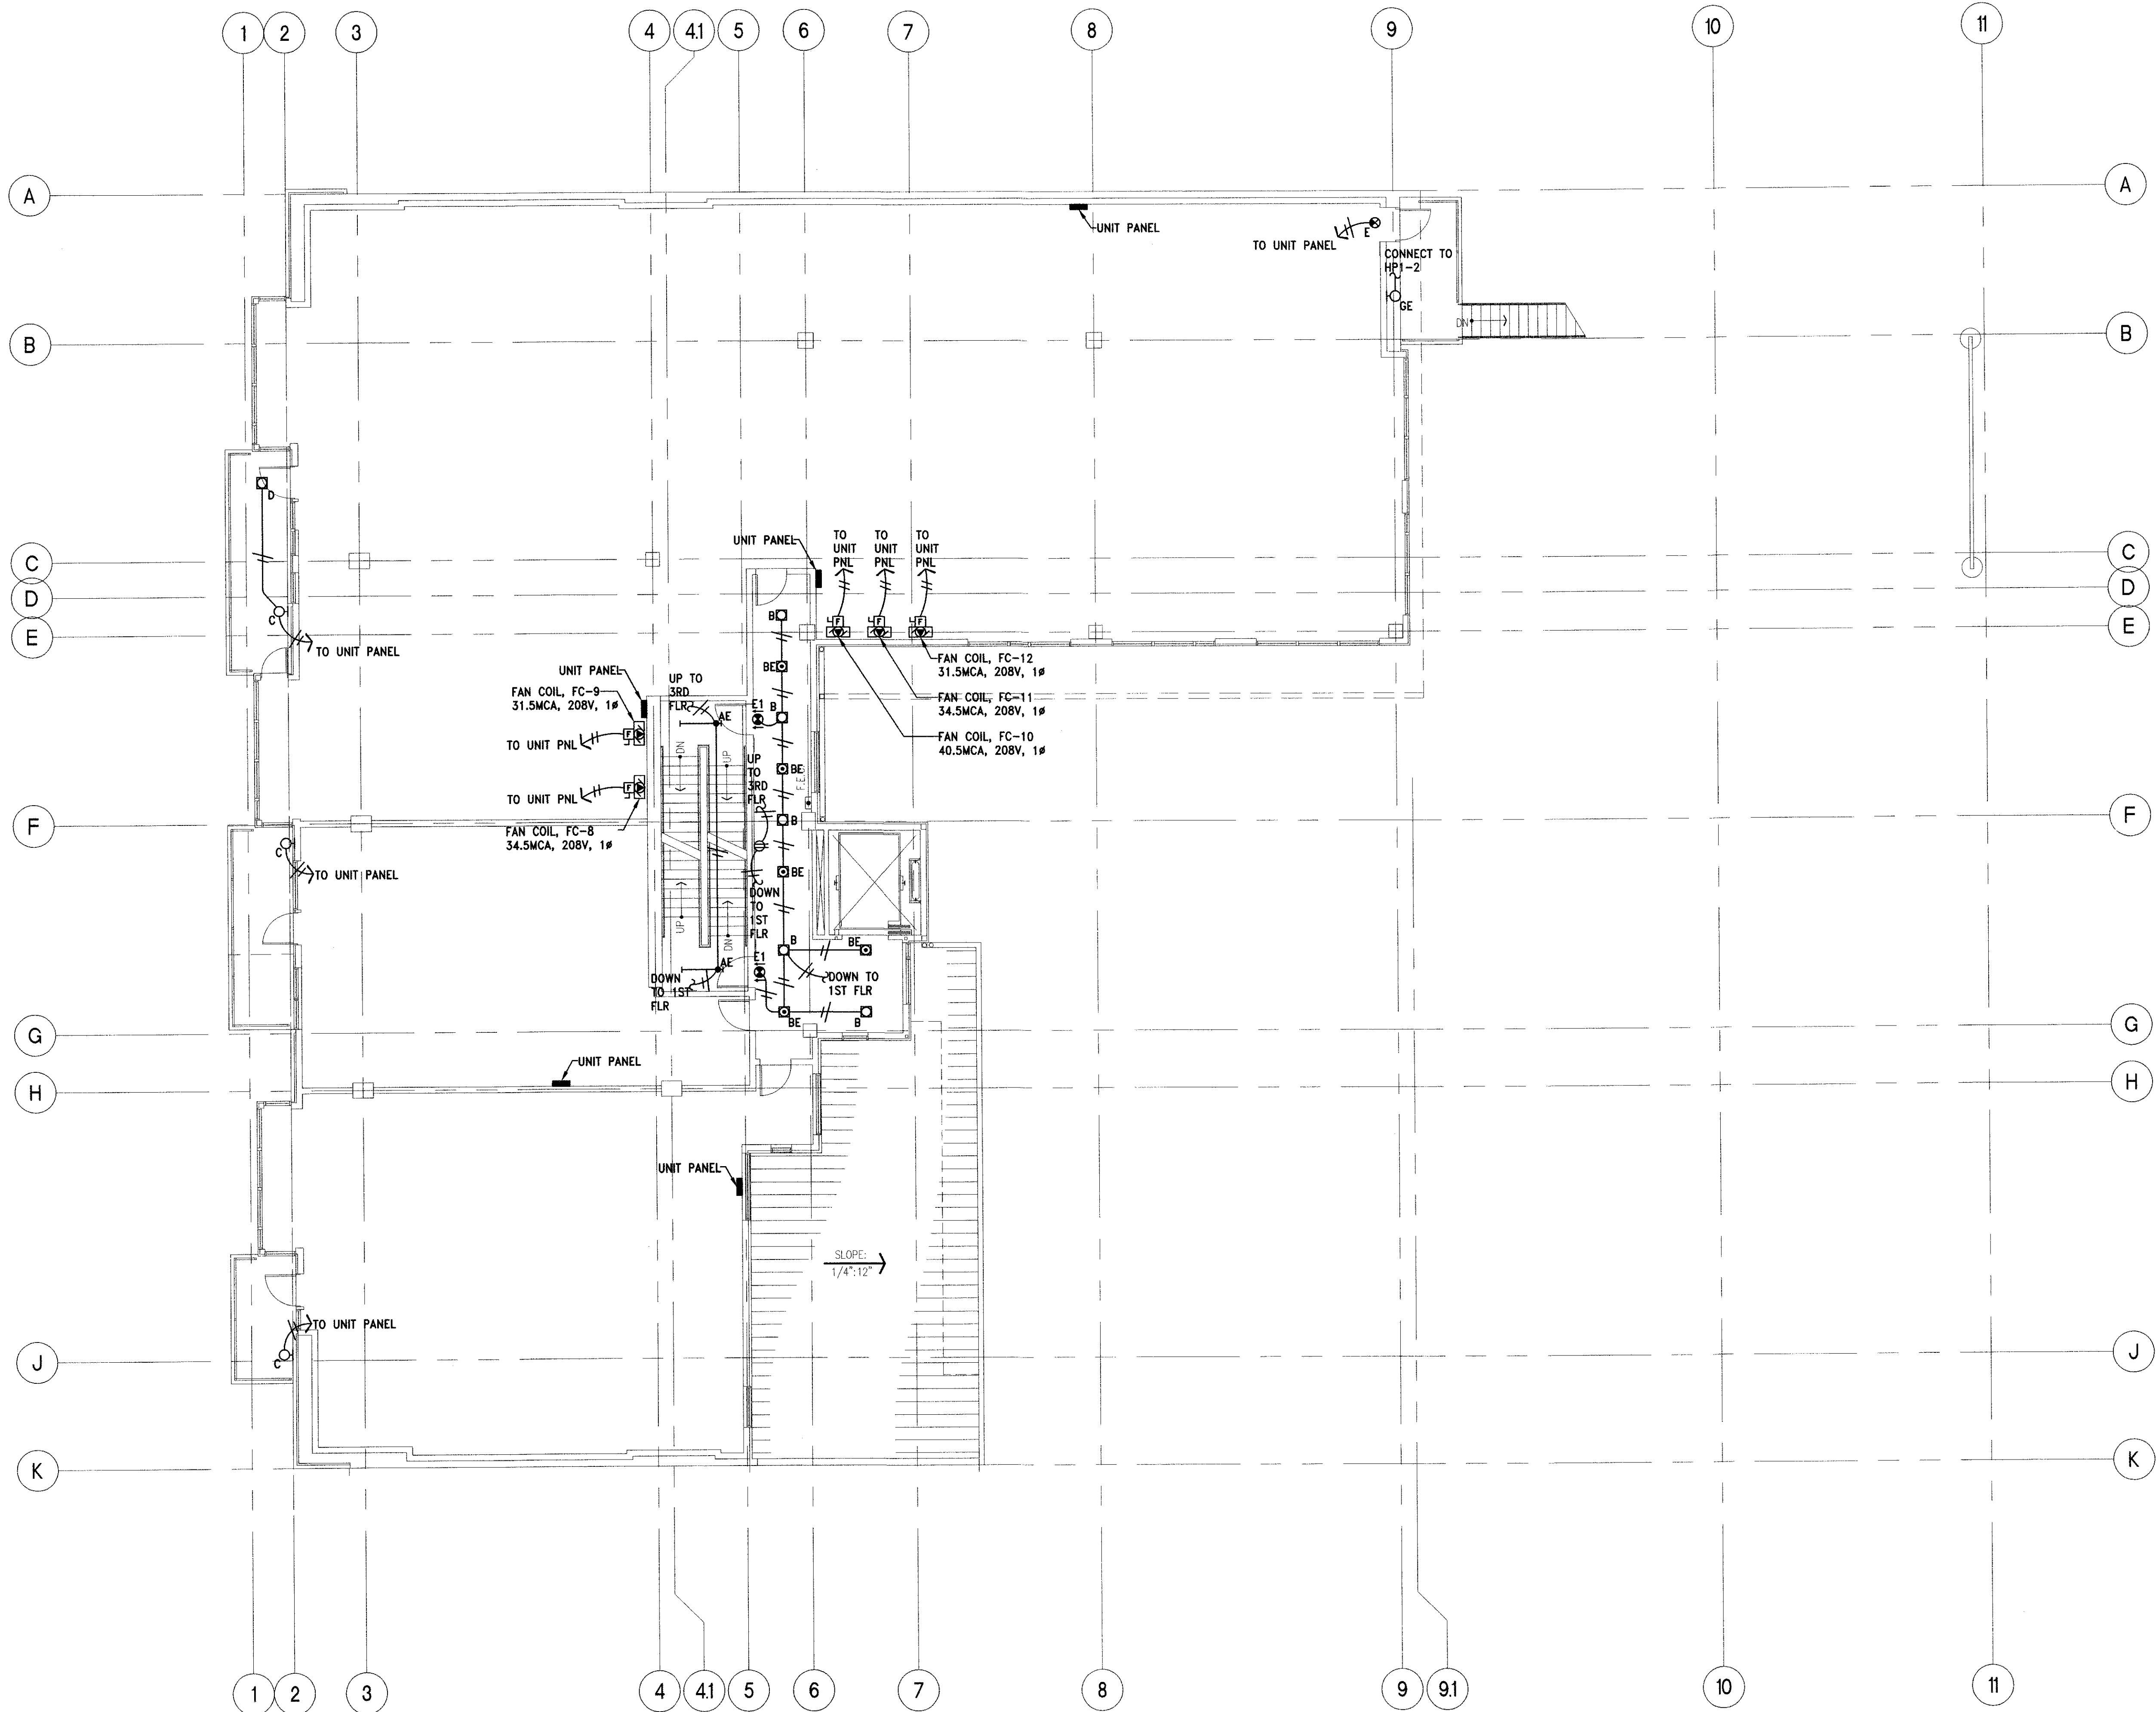 1 2 3 4 4.1 5 6 7 8 9 10 11
A A
UNIT PANEL
E
TO UNIT PANEL
CONNECT TO
HP1-2
GE
DN
B B
D
C
TO UNIT PANEL
UNIT PANEL
TO
UNIT
PNL
TO
UNIT
PNL
TO
UNIT
PNL
C C
D D
E E
F
F
F
B
BE
FAN COIL, FC-12
31.5MCA, 208V, 1ø
FAN COIL, FC-11
34.5MCA, 208V, 1ø
FAN COIL, FC-10
40.5MCA, 208V, 1ø
UNIT PANEL
UP TO
3RD
FLR
FAN COIL, FC-9
31.5MCA, 208V, 1ø
AE
E1
B
F
TO UNIT PNL
DN
UP
UP
TO
3RD
FLR
BE
F.E.
F
TO UNIT PNL
FAN COIL, FC-8
34.5MCA, 208V, 1ø
B
F F
C
TO UNIT PANEL
BE
DOWN
TO
1ST
FLR
UP
DN
B
BE
AE
E1
DOWN
TO 1ST
FLR
DOWN TO
1ST FLR
BE
B
G G
UNIT PANEL
H H
UNIT PANEL
SLOPE:
1/4":12"
TO UNIT PANEL
C
J J
K K
1 2 3 4 4.1 5 6 7 8 9 9.1 10 11